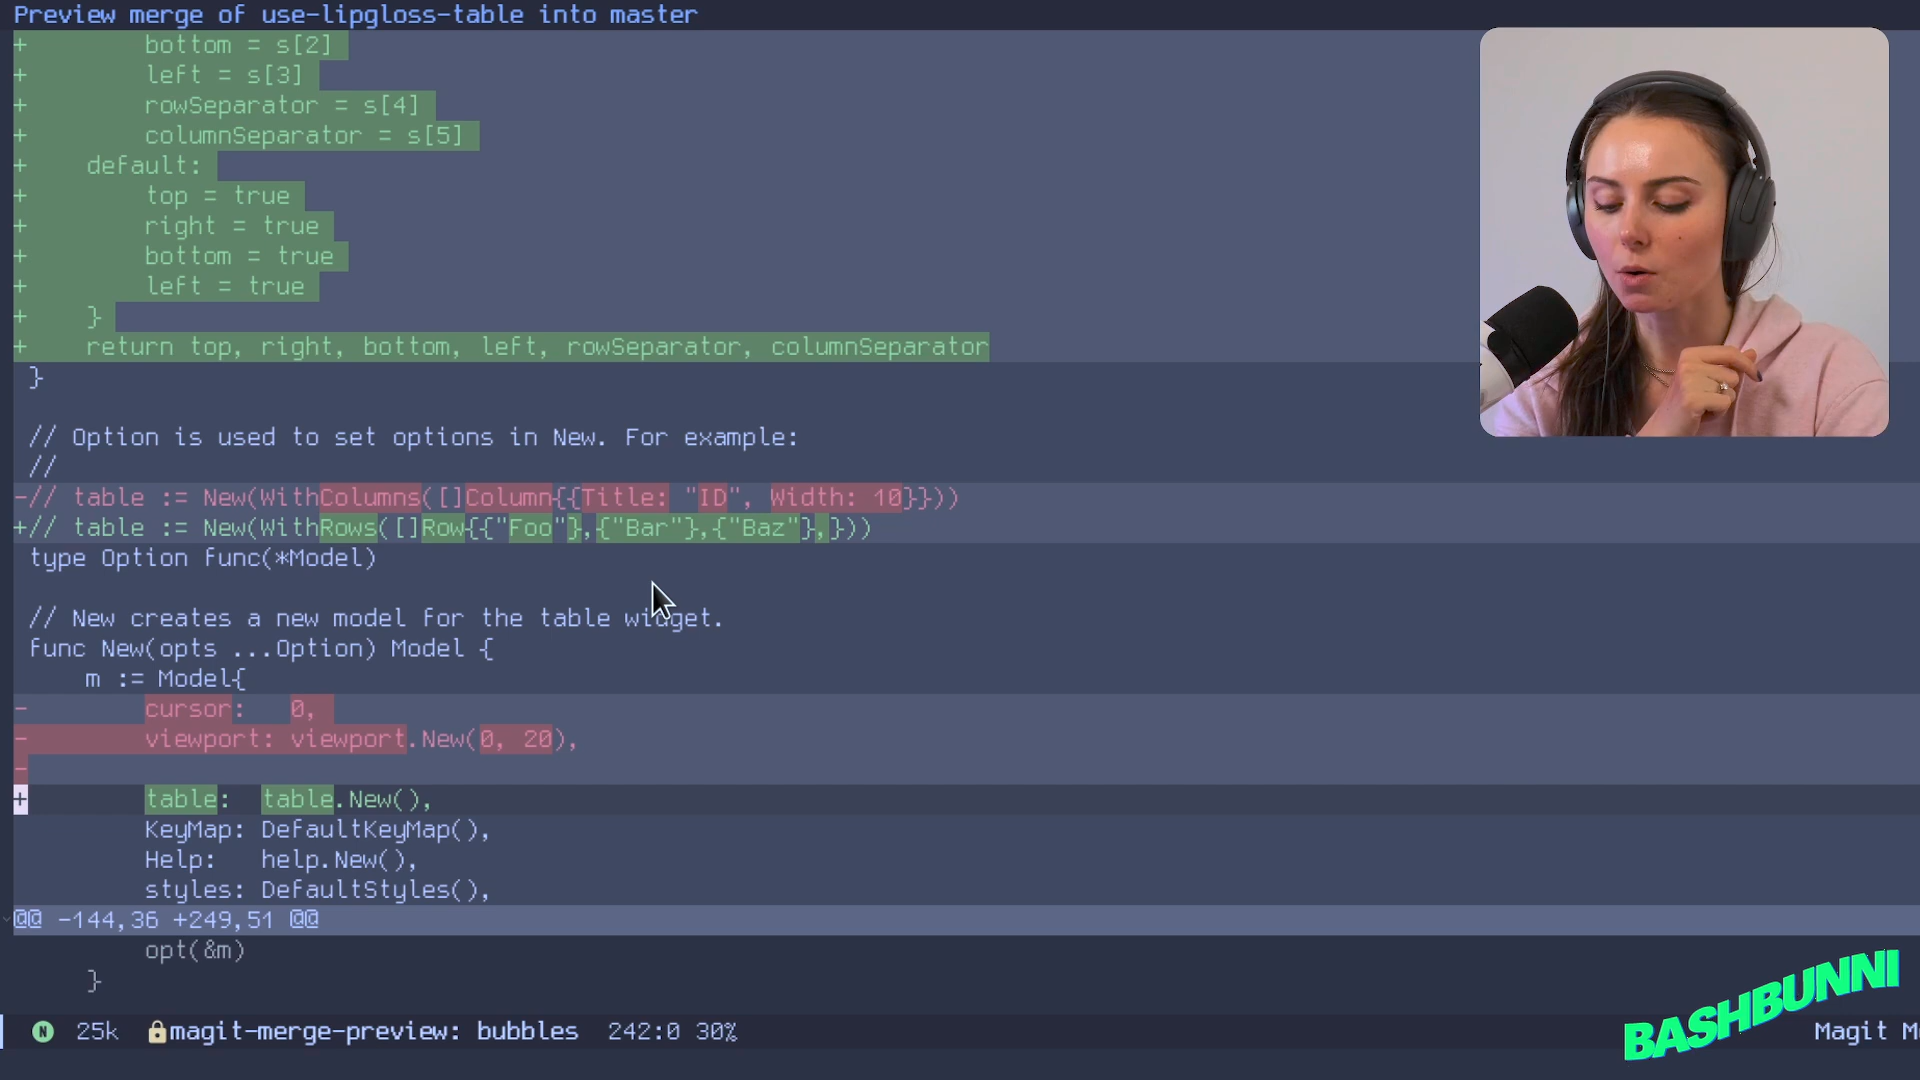 Preview merge of use-lipgloss-table into master
+ bottom = s[2]
+ left = s[3]
+ rowSeparator = s[4]
+ columnSeparator = s[5]
+ default:
+ top = true
+ right = true
+ bottom = true
+ left = true
+ }
+ return top, right, bottom, left, rowSeparator, columnSeparator
}
// Option is used to set options in New. For example:
//
-// table := New(WithColumns([]Column{{Title: "ID", Width: 10}}))
+// table := New(WithRows([]Row{{"Foo"},{"Bar"},{"Baz"},}))
type Option func(*Model)
// New creates a new model for the table widget.
func New(opts ...Option) Model {
m := Model{
- cursor: 0,
- viewport: viewport.New(0, 20),
-
+ table: table.New(),
KeyMap: DefaultKeyMap(),
Help: help.New(),
styles: DefaultStyles(),
@@ -144,36 +249,51 @@
opt(&m)
}
N 25k magit-merge-preview: bubbles 242:0 30% Magit M
BASHBUNNI